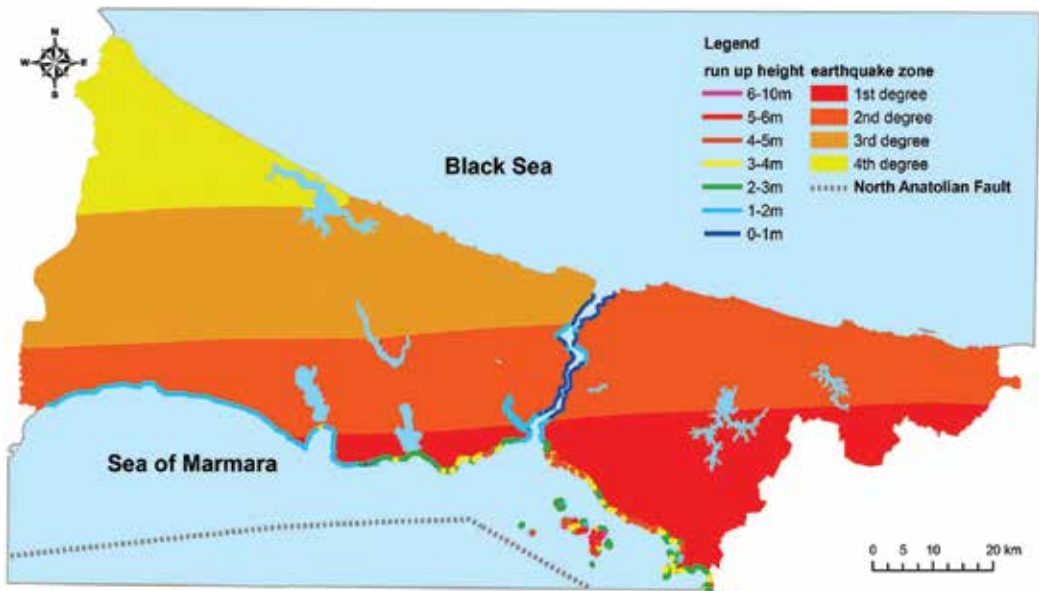 N
W E
S
Legend
run up height earthquake zone
6-10m 1st degree
5-6m 2nd degree
4-5m 3rd degree
3-4m 4th degree
2-3m North Anatolian Fault
1-2m
0-1m
Black Sea
Sea of Marmara
0 5 10 20 km